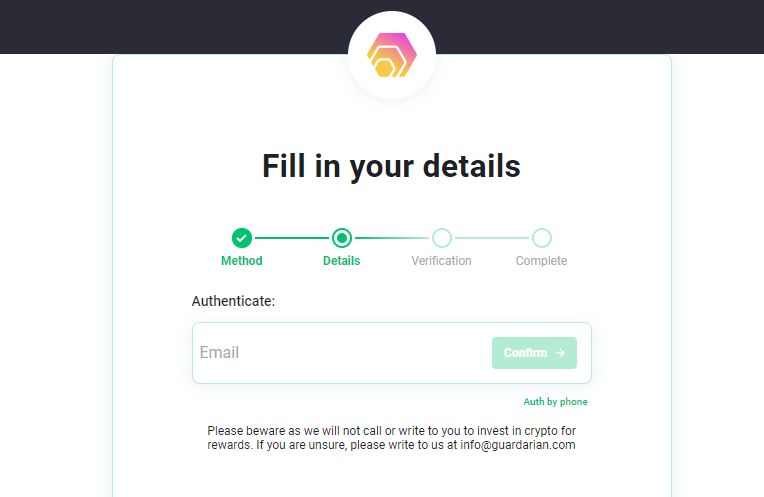 Fill in your details
Method Details Verification Complete
Authenticate:
Email Confirm →
Auth by phone
Please beware as we will not call or write to you to invest in crypto for
rewards. If you are unsure, please write to us at info@guardarian.com